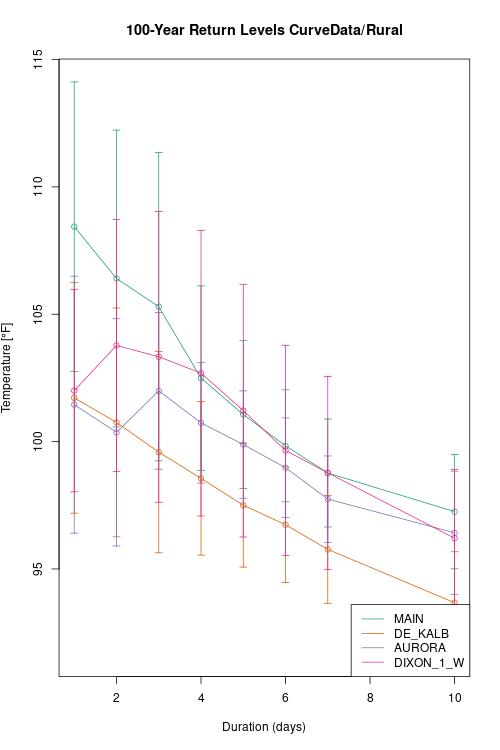 100-Year Return Levels CurveData/Rural
115
110
105
100
95
Temperature [°F]
2
4
6
8
10
Duration (days)
MAIN
DE_KALB
AURORA
DIXON_1_W